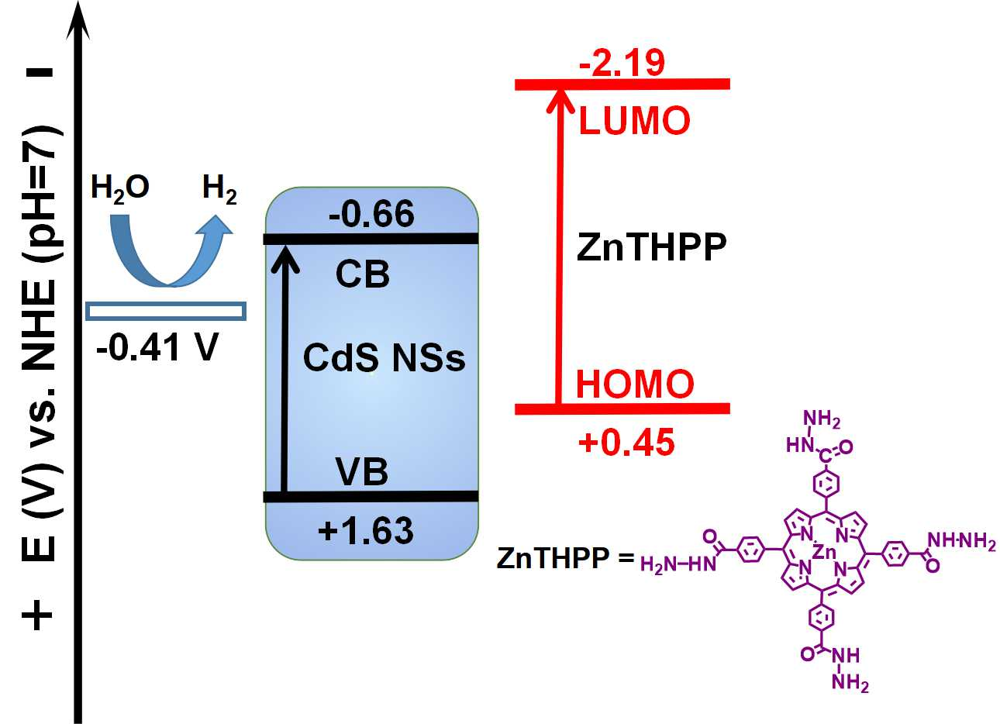 + E (V) vs. NHE (pH=7) -
H₂O
H₂
-0.41 V
-0.66
CB
CdS NSs
VB
+1.63
-2.19
LUMO
ZnTHPP
HOMO
+0.45
ZnTHPP =
NH₂
HN
C
O
O
H₂N
HN
NH
NH₂
O
N
N
Zn
N
N
O
NH
NH₂